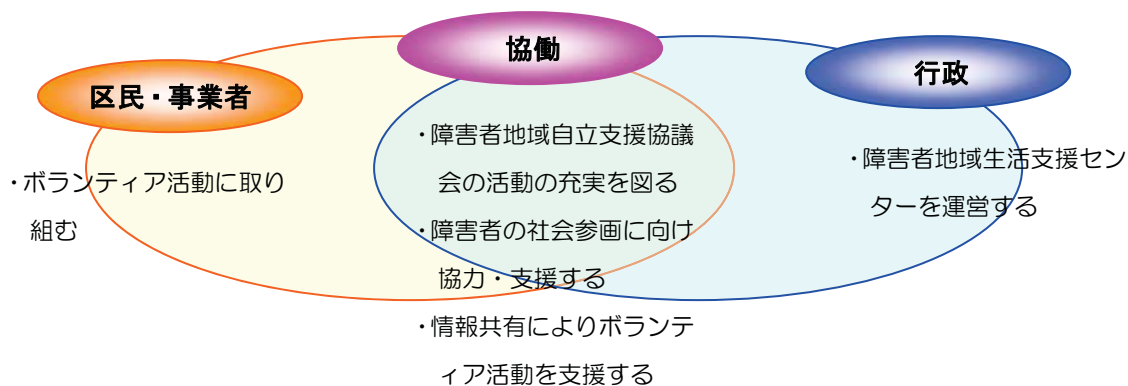 協働
区民・事業者
行政
・ボランティア活動に取り
組む
・障害者地域自立支援協議
会の活動の充実を図る
・障害者の社会参画に向け
協力・支援する
・情報共有によりボランテ
ィア活動を支援する
・障害者地域生活支援セン
ターを運営する